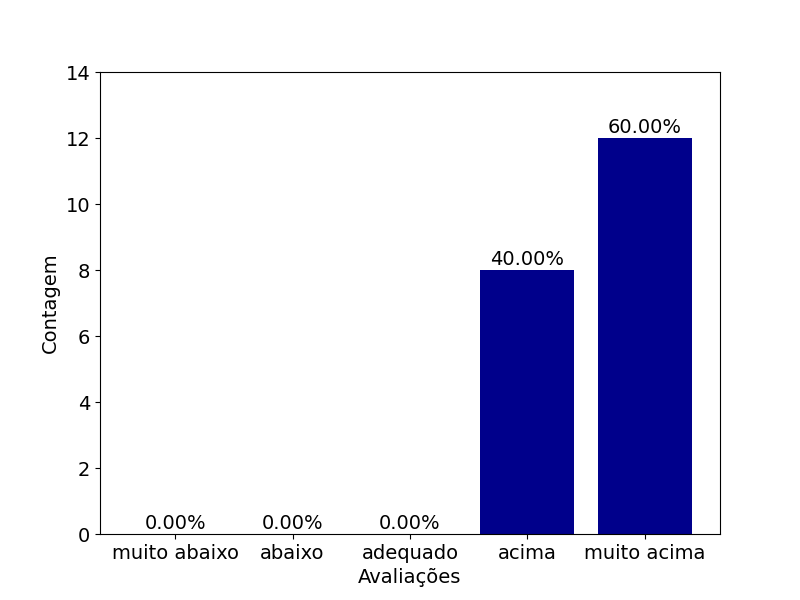 14
12
10
8
6
4
2
0
Contagem
60.00%
40.00%
0.00% 0.00% 0.00%
muito abaixo abaixo adequado acima muito acima
Avaliações